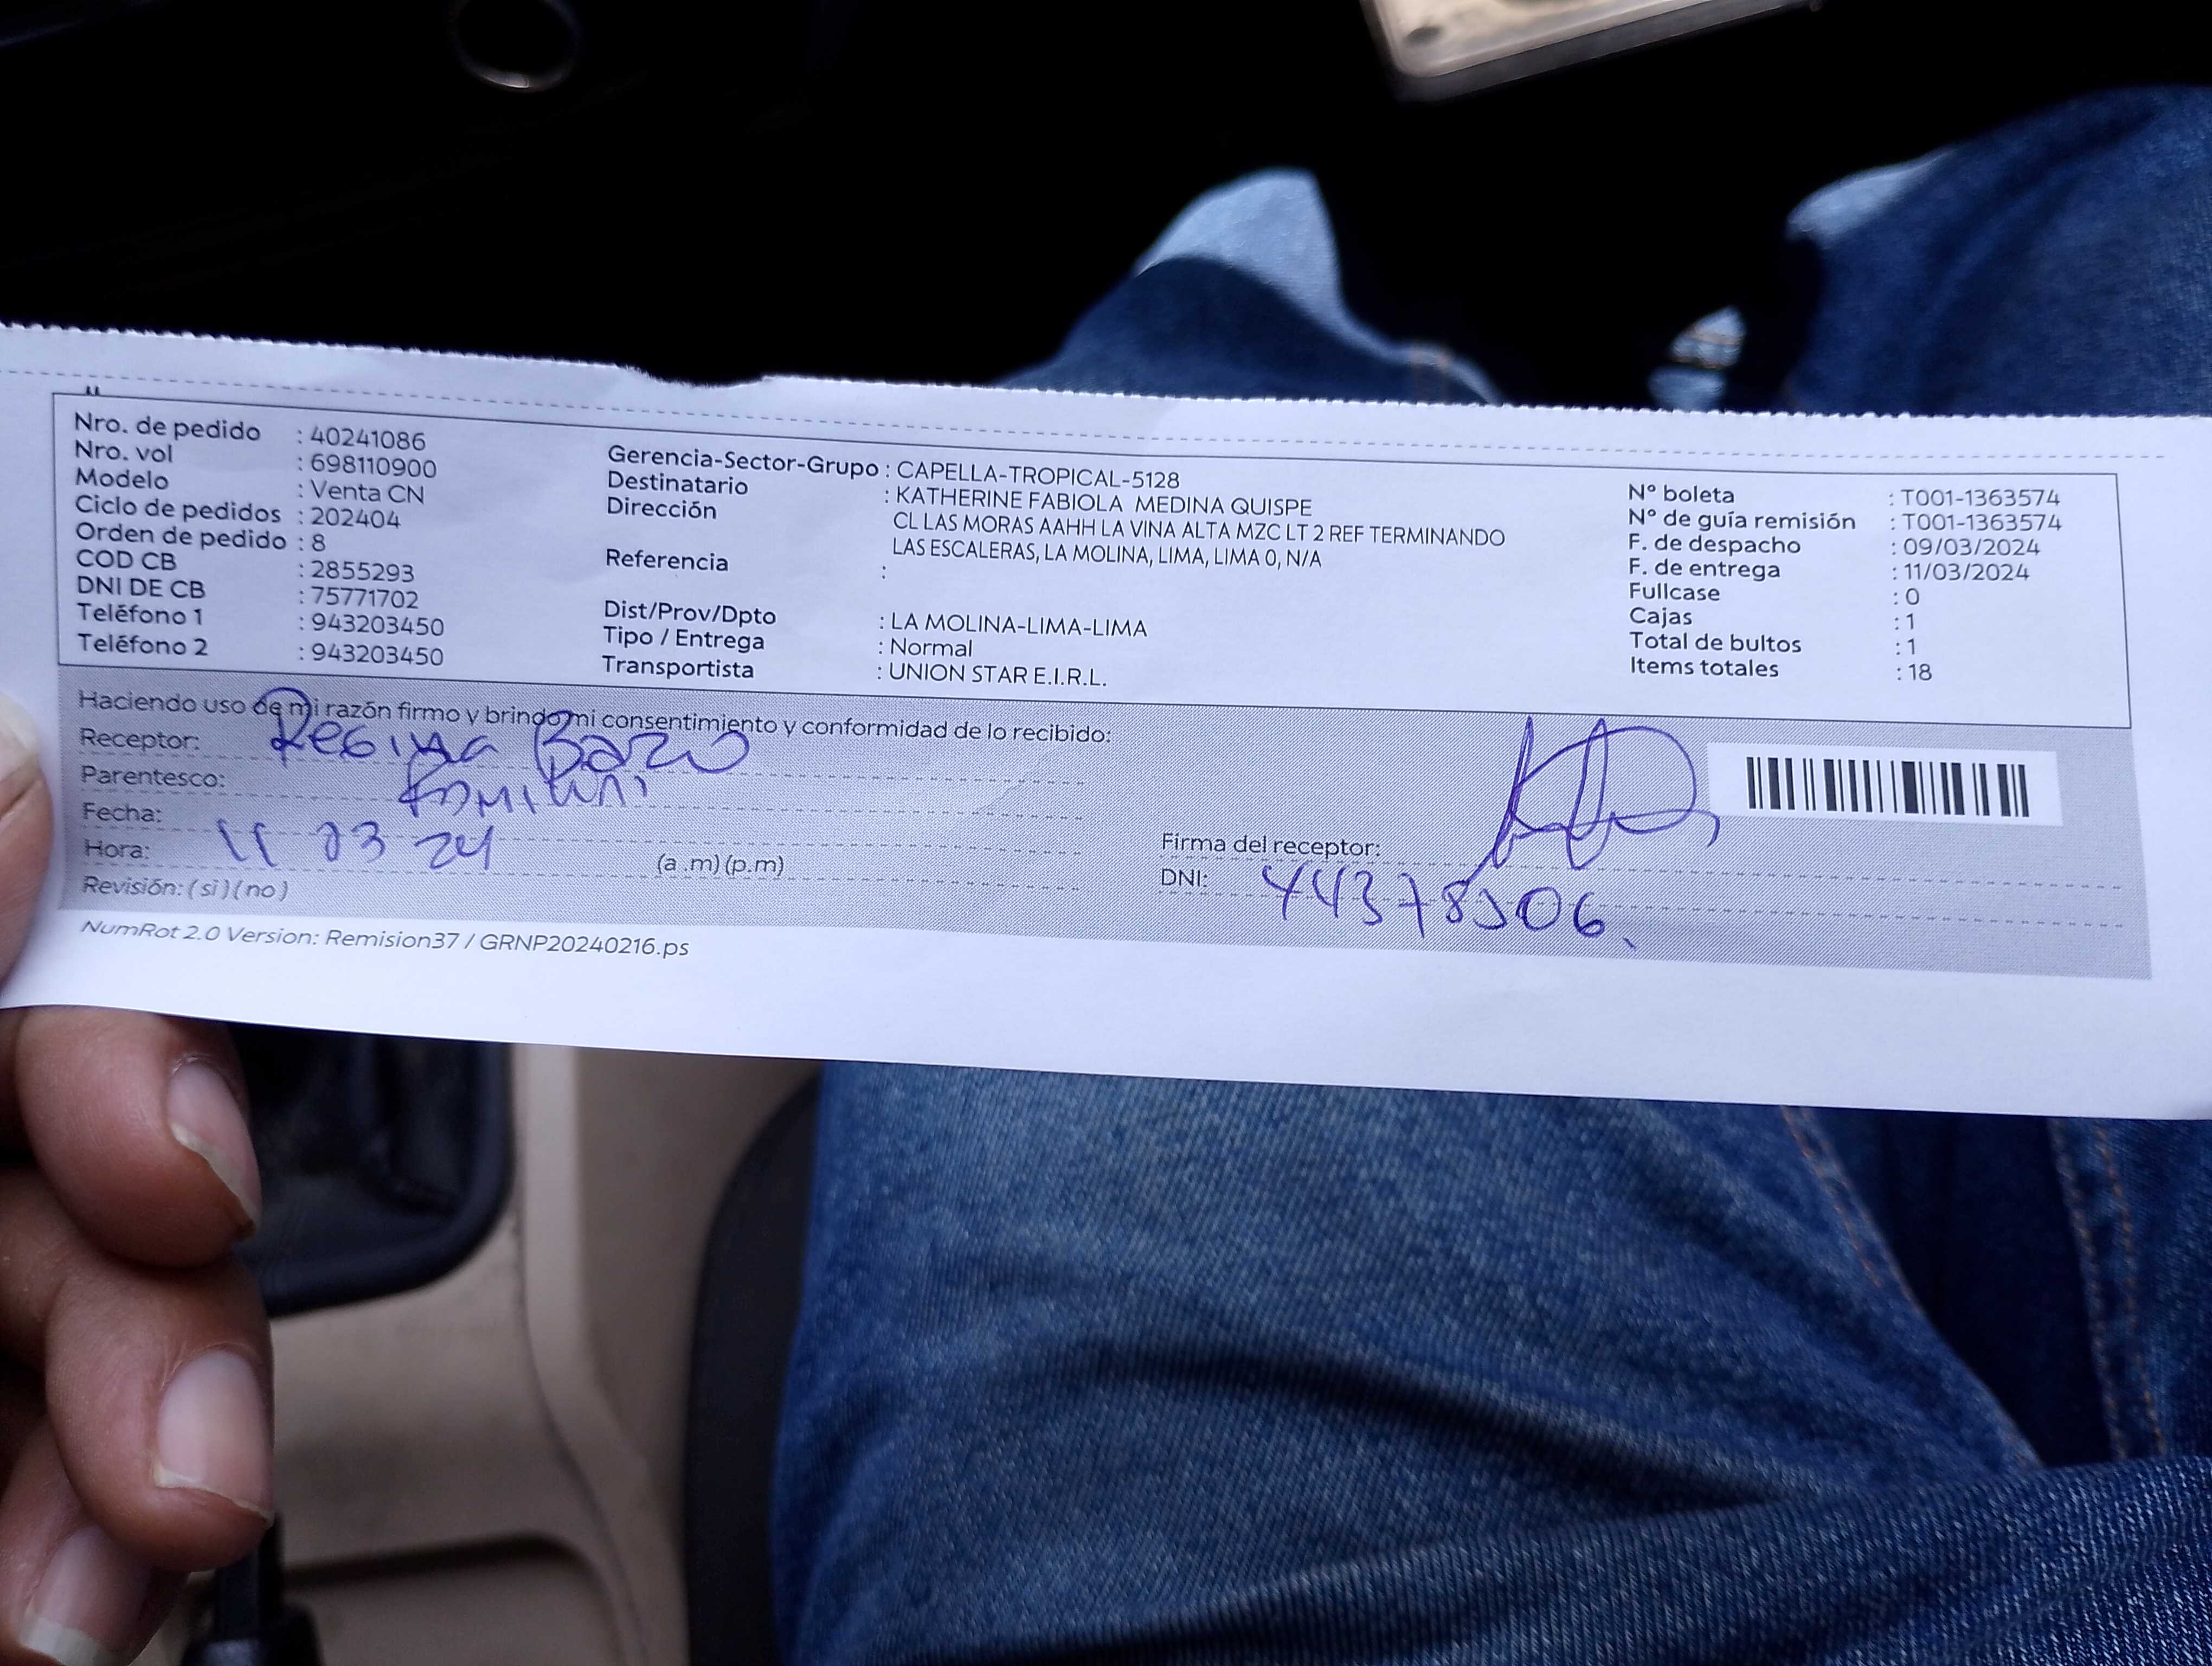 Nro. de pedido : 40241086
Nro. vol : 698110900
Modelo : Venta CN
Ciclo de pedidos : 202404
Orden de pedido : 8
COD CB : 2855293
DNI DE CB : 75771702
Teléfono 1 : 943203450
Teléfono 2 : 943203450
Gerencia-Sector-Grupo : CAPELLA-TROPICAL-5128
Destinatario : KATHERINE FABIOLA MEDINA QUISPE
Dirección CL LAS MORAS AAHH LA VINA ALTA MZC LT 2 REF TERMINANDO
LAS ESCALERAS, LA MOLINA, LIMA, LIMA 0, N/A
Referencia :
Dist/Prov/Dpto : LA MOLINA-LIMA-LIMA
Tipo / Entrega : Normal
Transportista : UNION STAR E.I.R.L.
N° boleta : T001-1363574
N° de guía remisión : T001-1363574
F. de despacho : 09/03/2024
F. de entrega : 11/03/2024
Fullcase : 0
Cajas : 1
Total de bultos : 1
Items totales : 18
Haciendo uso de mi razón firmo y brindo mi consentimiento y conformidad de lo recibido:
Receptor: Regina Bazo
Parentesco:
Fecha: 11 03 24
Hora: (a.m)(p.m)
Revisión: (si)(no)
Firma del receptor:
DNI:
NumRot 2.0 Version: Remision37 / GRNP20240216.ps